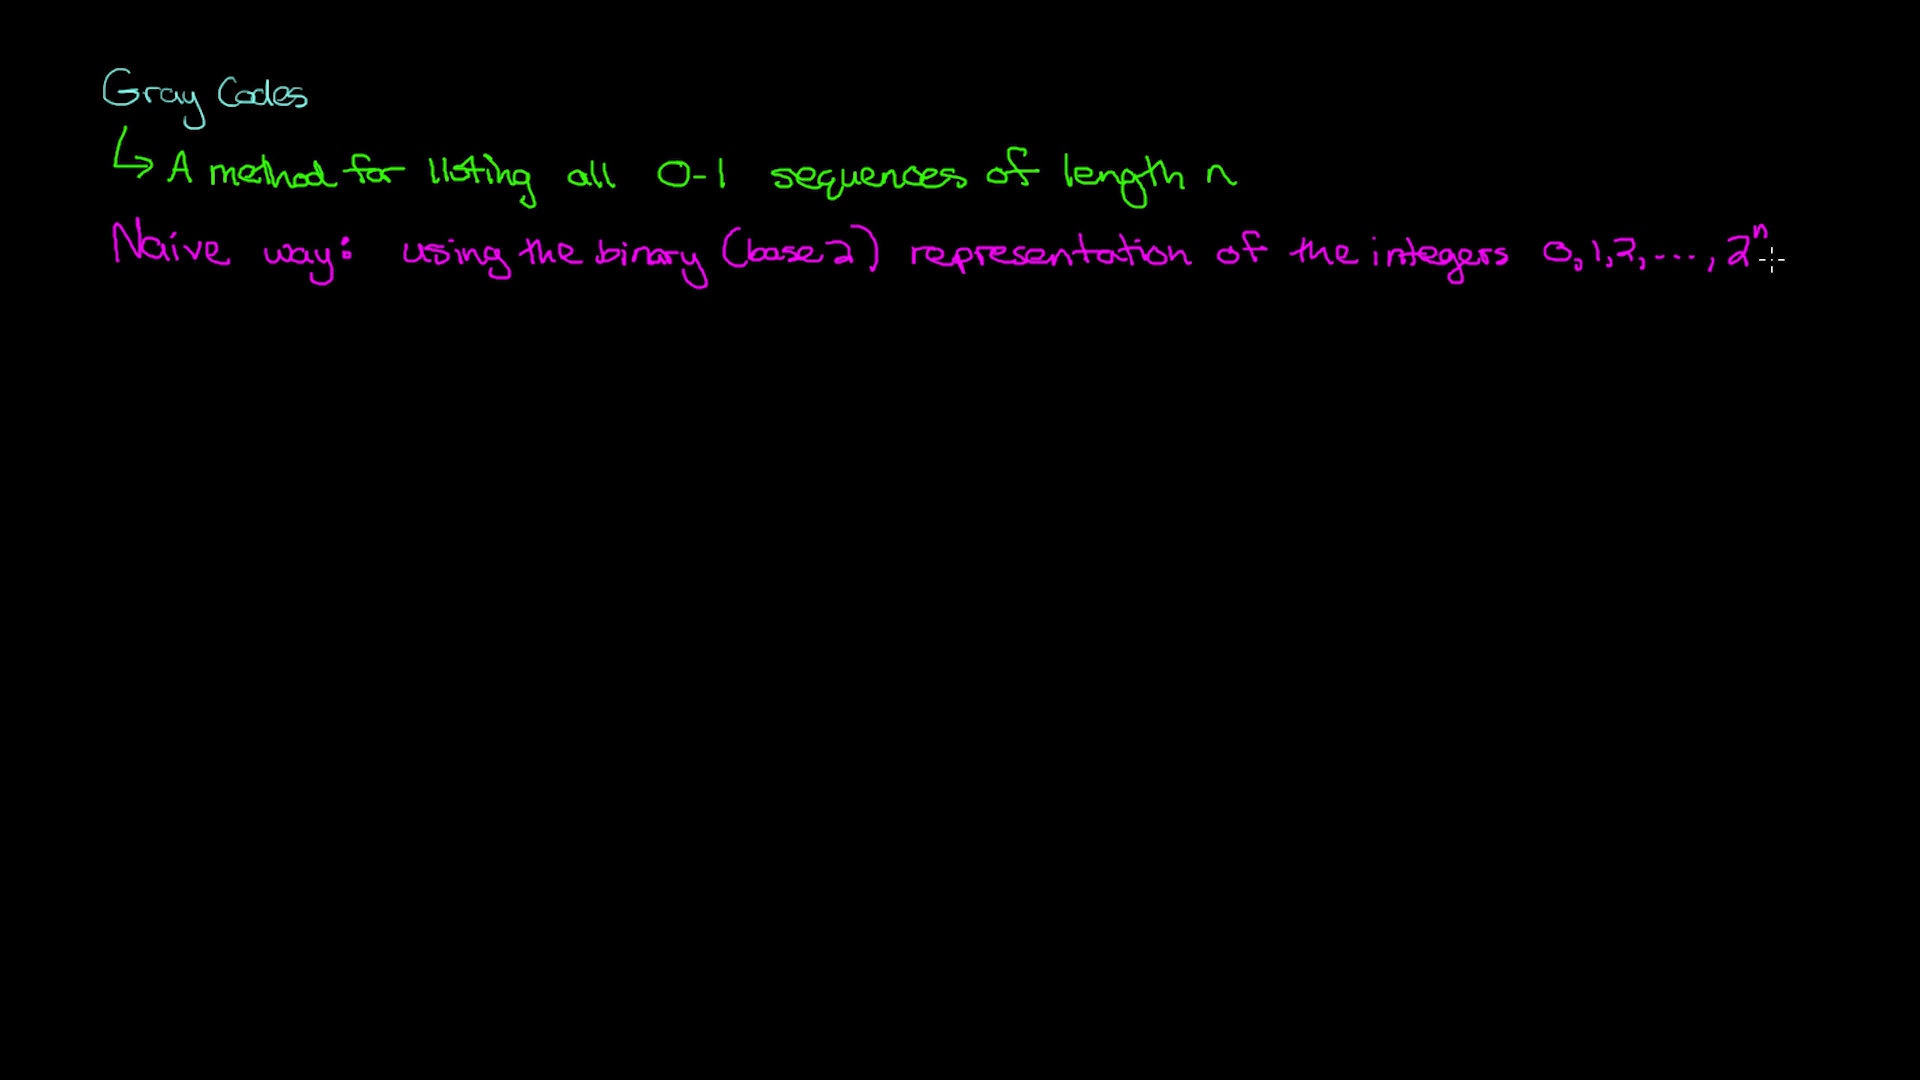 Gray Codes
↳ A method for listing all 0-1 sequences of length n
Naive way: using the binary (base 2) representation of the integers 0,1,2,...,2^n